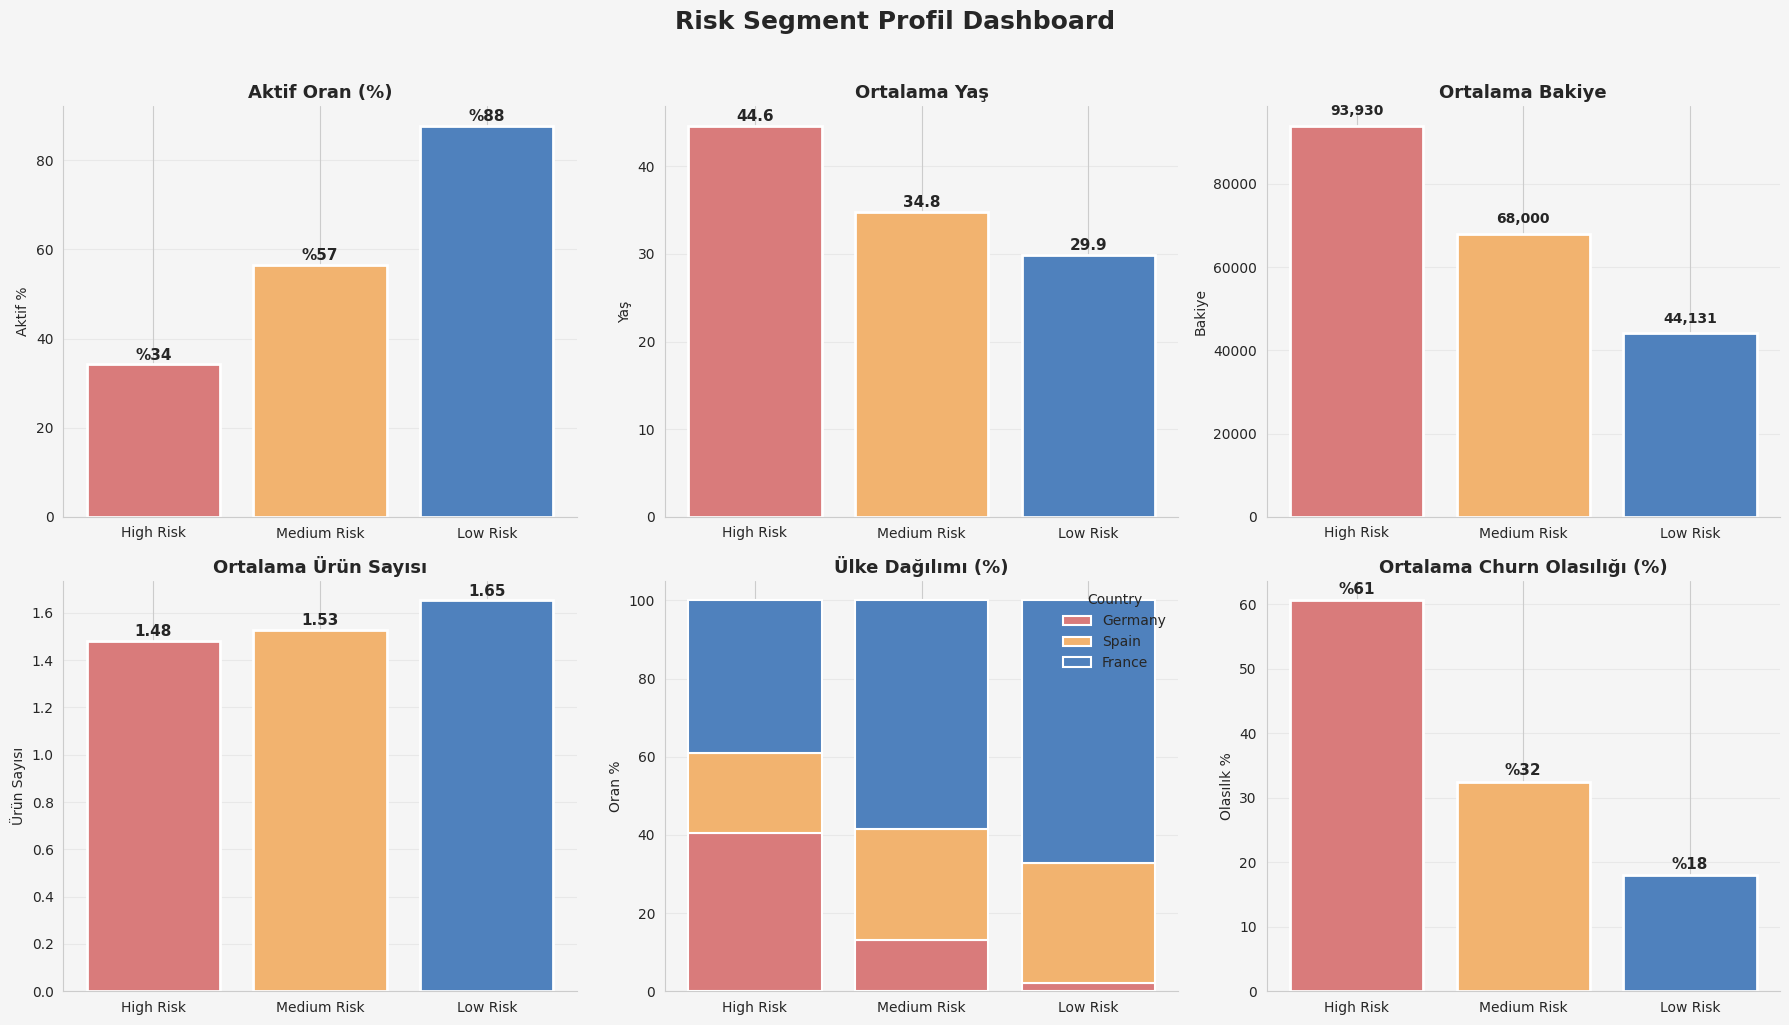 Risk Segment Profil Dashboard
Aktif Oran (%)
Aktif %
80
60
40
20
0
%34
%57
%88
High Risk
Medium Risk
Low Risk
Ortalama Yaş
Yaş
40
30
20
10
0
44.6
34.8
29.9
High Risk
Medium Risk
Low Risk
Ortalama Bakiye
Bakiye
80000
60000
40000
20000
0
93,930
68,000
44,131
High Risk
Medium Risk
Low Risk
Ortalama Ürün Sayısı
Ürün Sayısı
1.6
1.4
1.2
1.0
0.8
0.6
0.4
0.2
0.0
1.48
1.53
1.65
High Risk
Medium Risk
Low Risk
Ülke Dağılımı (%)
Oran %
100
80
60
40
20
0
Country
Germany
Spain
France
High Risk
Medium Risk
Low Risk
Ortalama Churn Olasılığı (%)
Olasılık %
60
50
40
30
20
10
0
%61
%32
%18
High Risk
Medium Risk
Low Risk